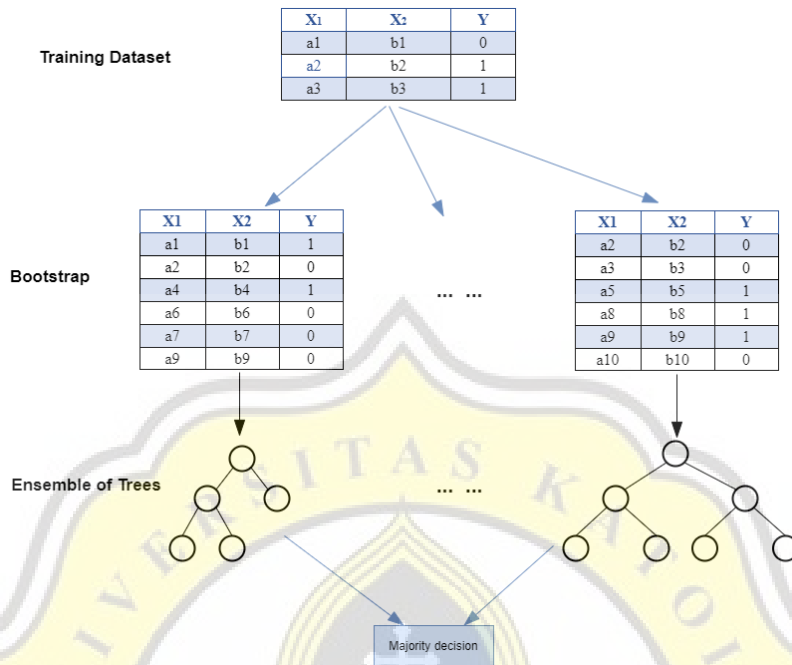 X1 X2 Y
a1 b1 0
Training Dataset
a2 b2 1
a3 b3 1
X1 X2 Y
a1 b1 1
a2 b2 0
a4 b4 1
a6 b6 0
a7 b7 0
a9 b9 0
Bootstrap
... ...
X1 X2 Y
a2 b2 0
a3 b3 0
a5 b5 1
a8 b8 1
a9 b9 1
a10 b10 0
Ensemble of Trees
... ...
Majority decision
IVERSITAS KATO